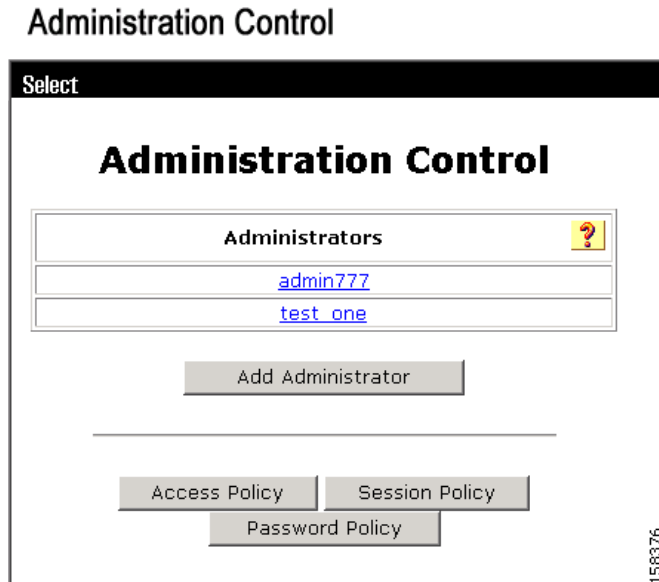 Administration Control
Select
Administration Control
Administrators ?
admin777
test_one
Add Administrator
Access Policy Session Policy
Password Policy
158376